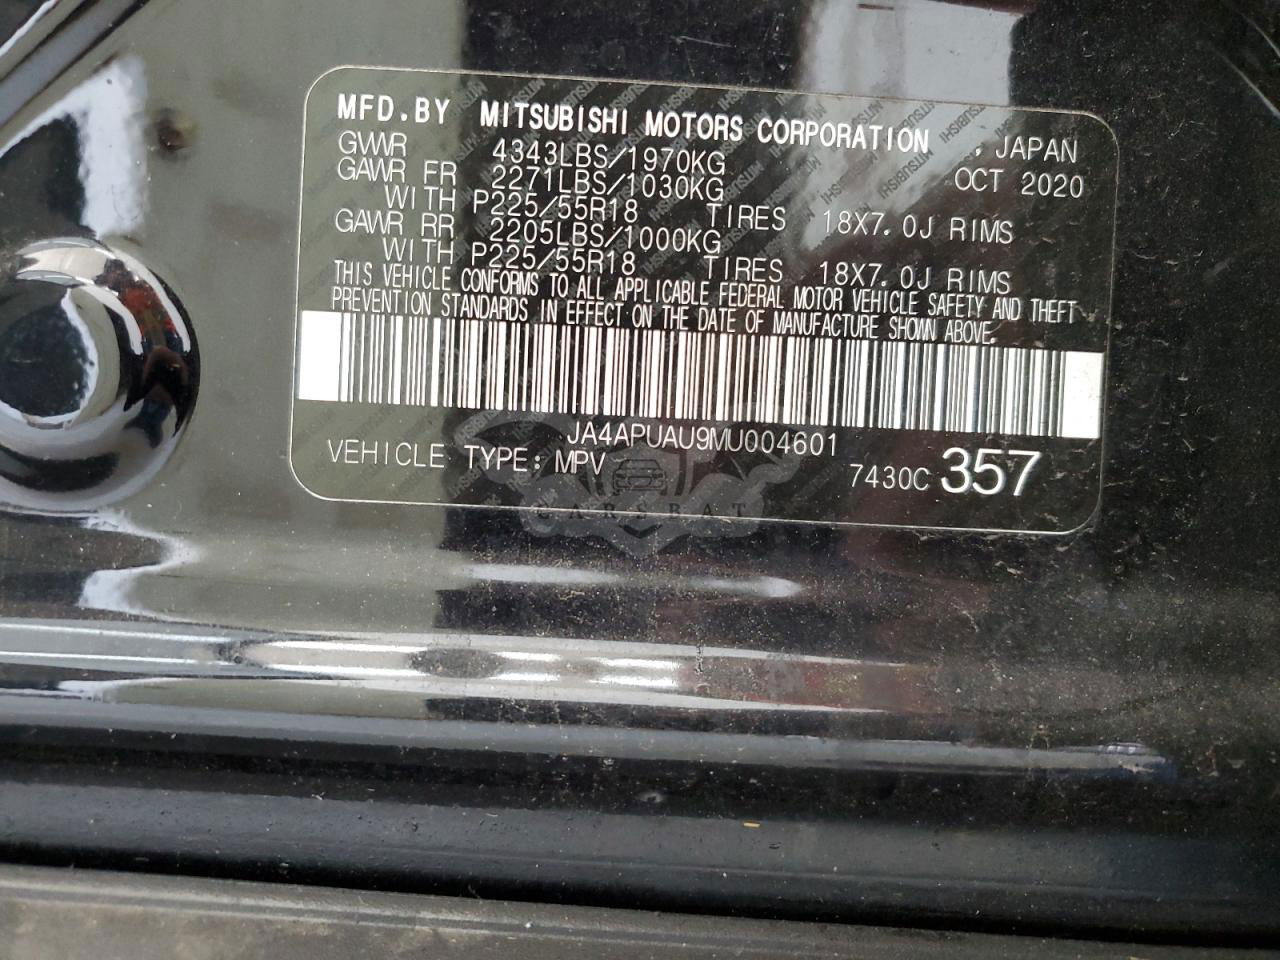 MFD.BY MITSUBISHI MOTORS CORPORATION , JAPAN
GVWR 4343LBS/1970KG OCT 2020
GAWR FR 2271LBS/1030KG
WITH P225/55R18 TIRES 18X7.0J RIMS
GAWR RR 2205LBS/1000KG
WITH P225/55R18 TIRES 18X7.0J RIMS
THIS VEHICLE CONFORMS TO ALL APPLICABLE FEDERAL MOTOR VEHICLE SAFETY AND THEFT
PREVENTION STANDARDS IN EFFECT ON THE DATE OF MANUFACTURE SHOWN ABOVE.
JA4APUAU9MU004601
VEHICLE TYPE: MPV 7430C 357
CARSBAT